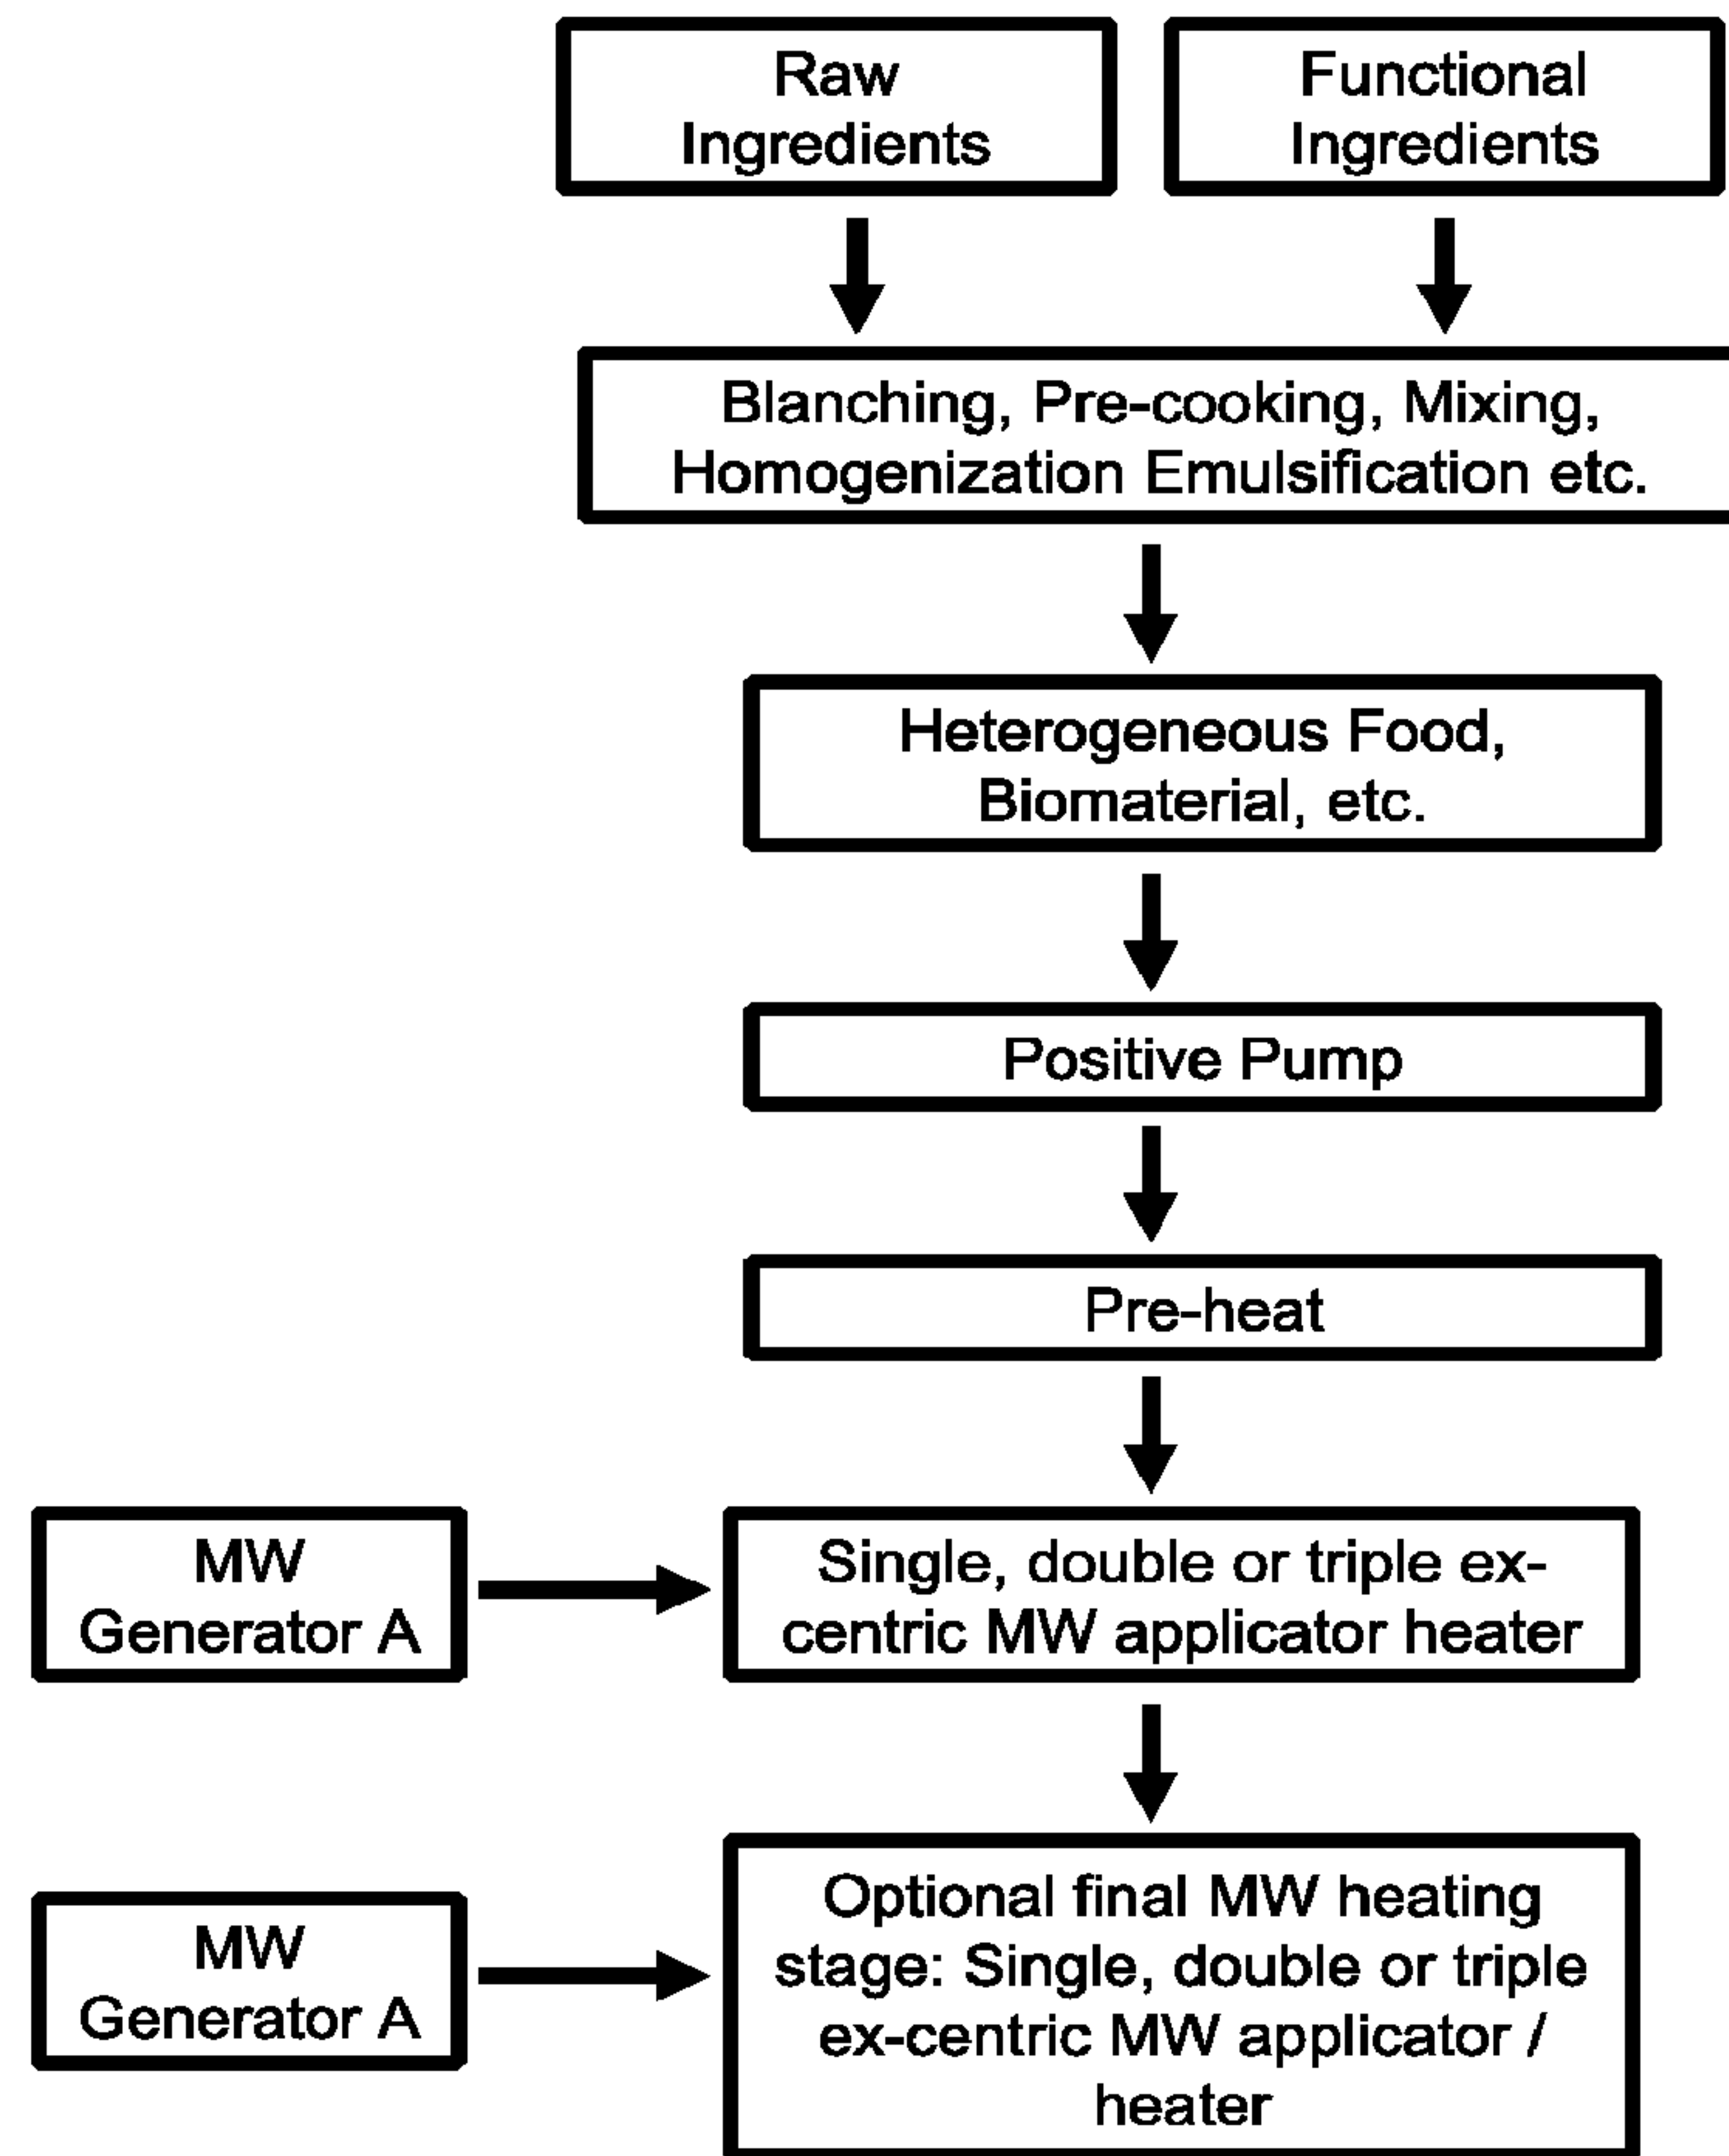 Raw
Ingredients
Functional
Ingredients
Blanching, Pre-cooking, Mixing,
Homogenization Emulsification etc.
Heterogeneous Food,
Biomaterial, etc.
Positive Pump
Pre-heat
MW
Generator A
Single, double or triple ex-
centric MW applicator heater
MW
Generator A
Optional final MW heating
stage: Single, double or triple
ex-centric MW applicator /
heater